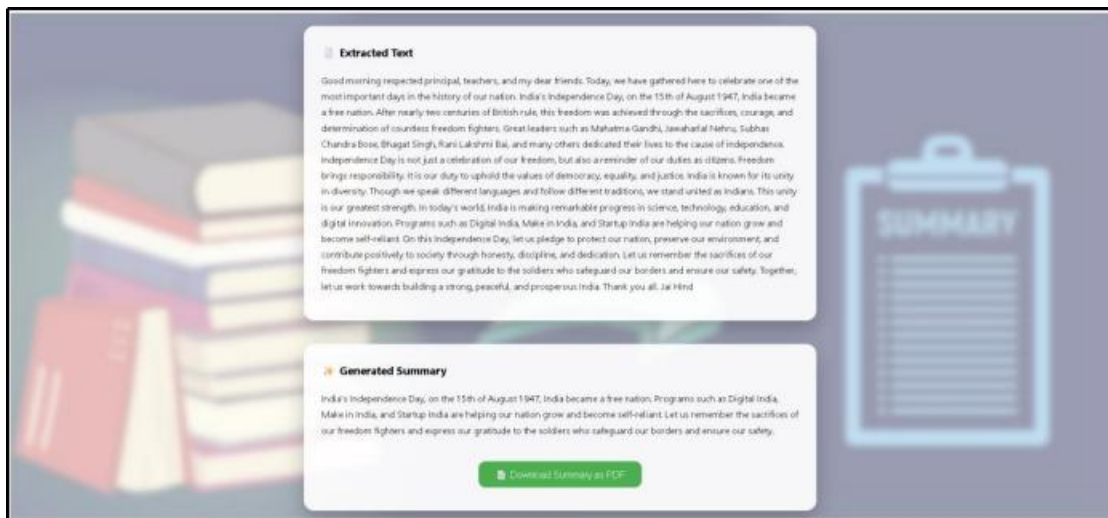 Extracted Text
Good morning respected principal, teachers, and my dear friends. Today, we have gathered here to celebrate one of the
most important days in the history of our nation. India's Independence Day, on the 15th of August 1947, India became
a free nation. After nearly two centuries of British rule, this freedom was achieved through the sacrifices, courage, and
determination of countless freedom fighters. Great leaders such as Mahatma Gandhi, Jawaharlal Nehru, Subhas
Chandra Bose, Bhagat Singh, Rani Lakshmi Bai, and many others dedicated their lives to the cause of independence.
Independence Day is not just a celebration of our freedom, but also a reminder of our duties as citizens. Freedom
brings responsibility. It is our duty to uphold the values of democracy, equality, and justice. India is known for its unity
in diversity. Though we speak different languages and follow different traditions, we stand united as Indians. This unity
is our greatest strength. In today's world, India is making remarkable progress in science, technology, education, and
digital innovation. Programs such as Digital India, Make in India, and Startup India are helping our nation grow and
become self-reliant. On this Independence Day, let us pledge to protect our nation, preserve our environment, and
contribute positively to society through honesty, discipline, and dedication. Let us remember the sacrifices of our
freedom fighters and express our gratitude to the soldiers who safeguard our borders and ensure our safety. Together,
let us work towards building a strong, peaceful, and prosperous India. Thank you all. Jai Hind
SUMMARY
Generated Summary
India's Independence Day, on the 15th of August 1947, India became a free nation. Programs such as Digital India,
Make in India, and Startup India are helping our nation grow and become self-reliant. Let us remember the sacrifices of
our freedom fighters and express our gratitude to the soldiers who safeguard our borders and ensure our safety.
Download Summary as PDF